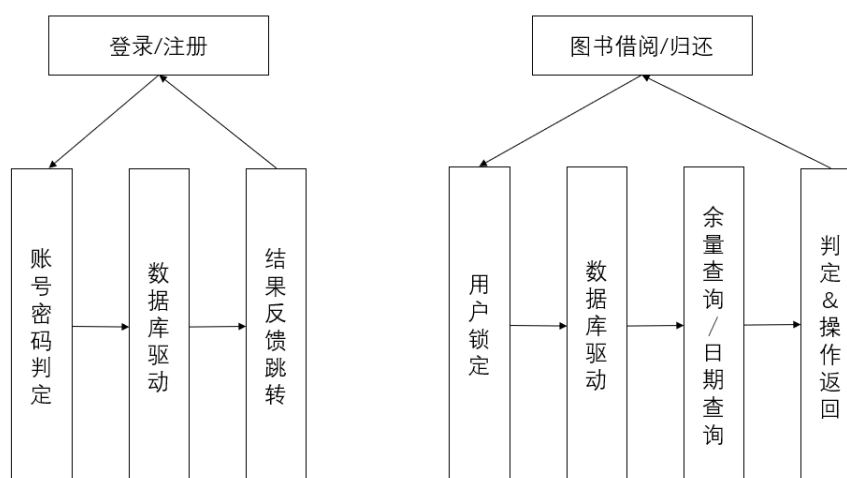 登录/注册
图书借阅/归还
账号密码判定
数据库驱动
结果反馈跳转
用户锁定
数据库驱动
余量查询/日期查询
判定&操作返回